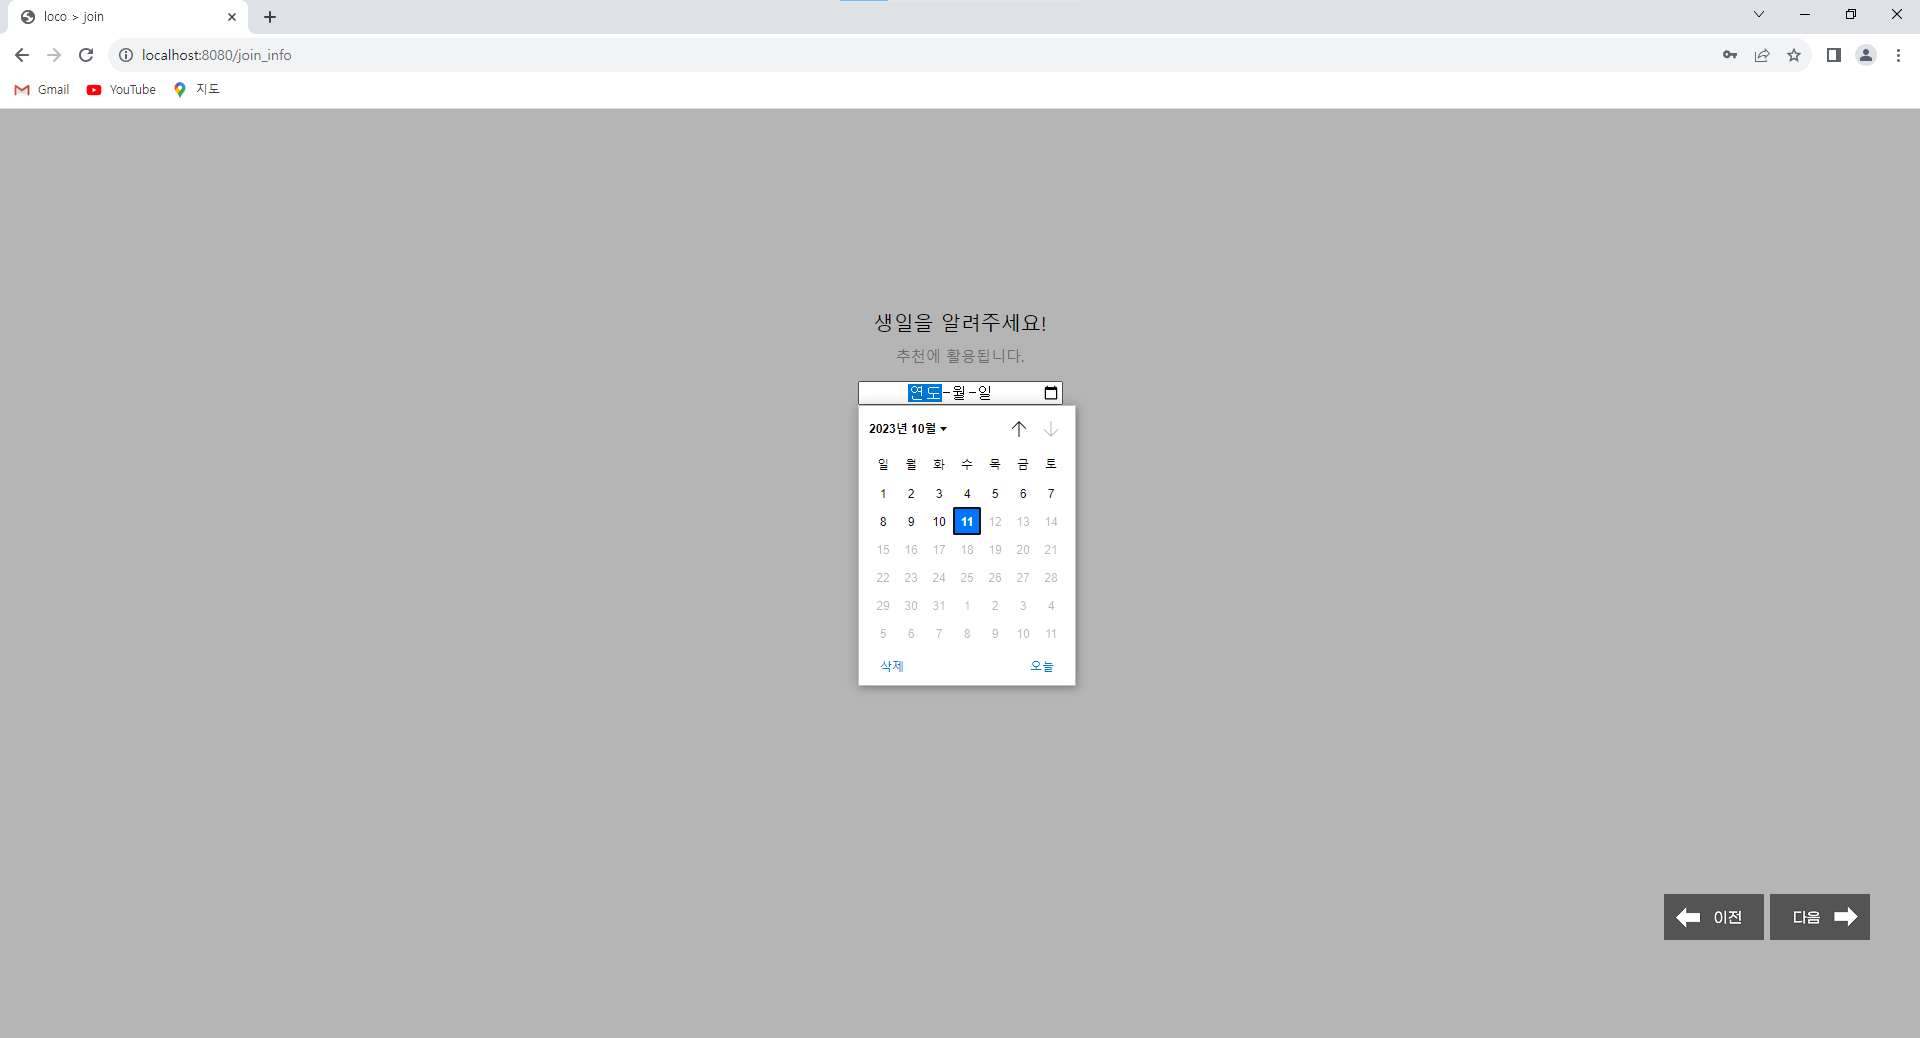 loco > join
localhost:8080/join_info
Gmail YouTube 지도
생일을 알려주세요!
추천에 활용됩니다.
연도-월-일
2023년 10월
일 월 화 수 목 금 토
1 2 3 4 5 6 7
8 9 10 11 12 13 14
15 16 17 18 19 20 21
22 23 24 25 26 27 28
29 30 31 1 2 3 4
5 6 7 8 9 10 11
삭제 오늘
이전 다음